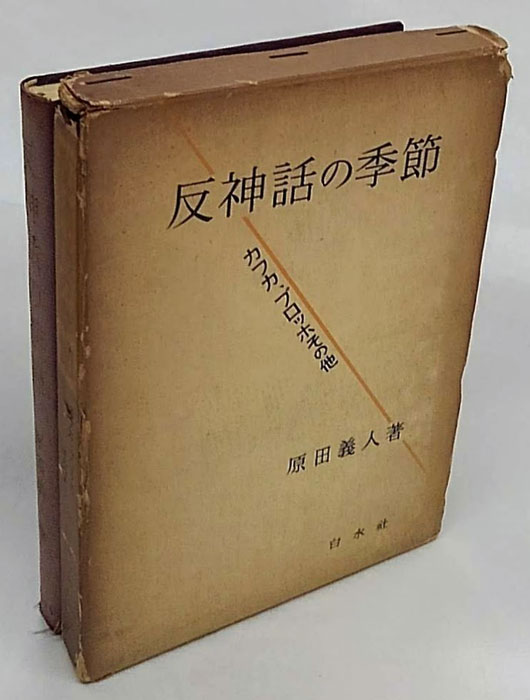 反神話の季節
カフカ、ブロッホその他
原田義人著
白水社